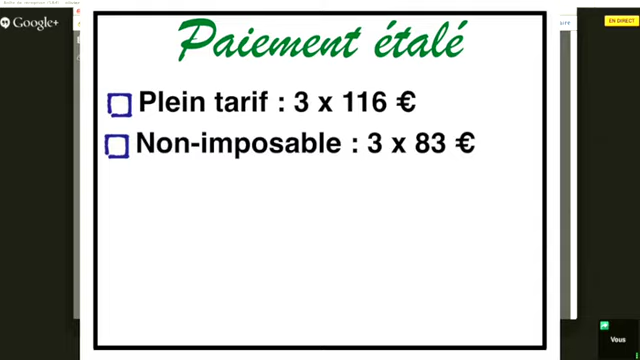 Google+
EN DIRECT
Paiement étalé
Plein tarif : 3 x 116 €
Non-imposable : 3 x 83 €
Vous